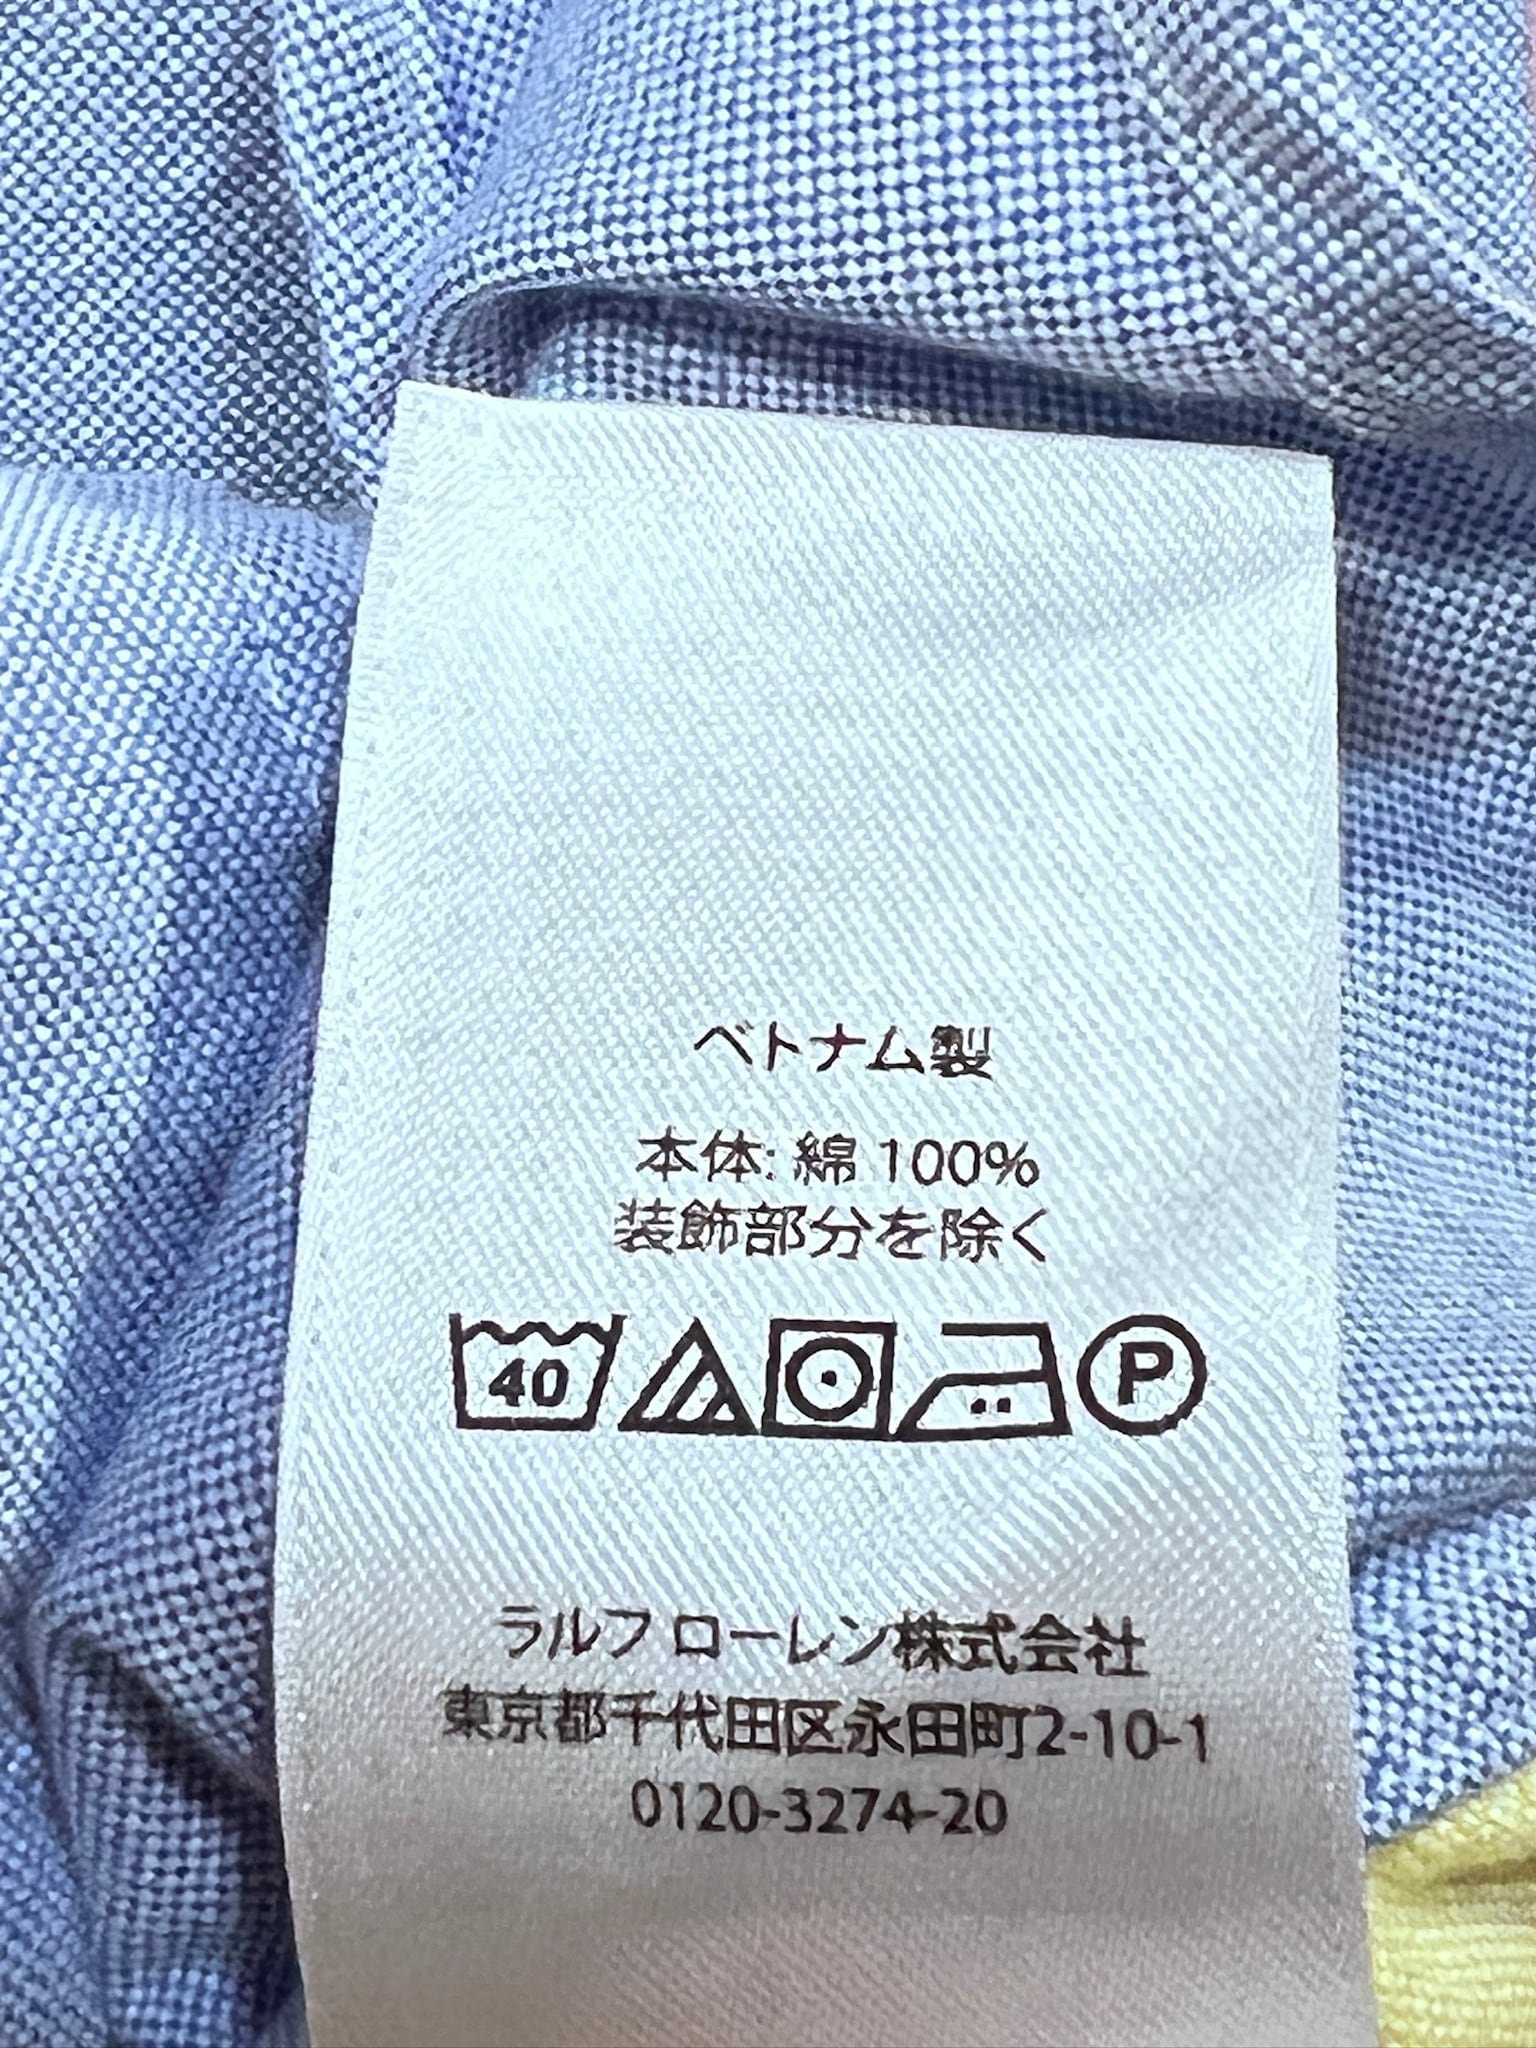 ベトナム製
本体: 綿 100%
装飾部分を除く
40 P
ラルフ ローレン株式会社
東京都千代田区永田町2-10-1
0120-3274-20